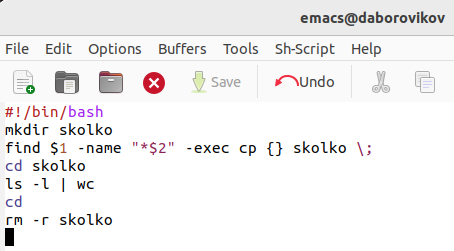 emacs@daborovikov
File Edit Options Buffers Tools Sh-Script Help
Save Undo
#!/bin/bash
mkdir skolko
find $1 -name "*$2" -exec cp {} skolko \;
cd skolko
ls -l | wc
cd
rm -r skolko